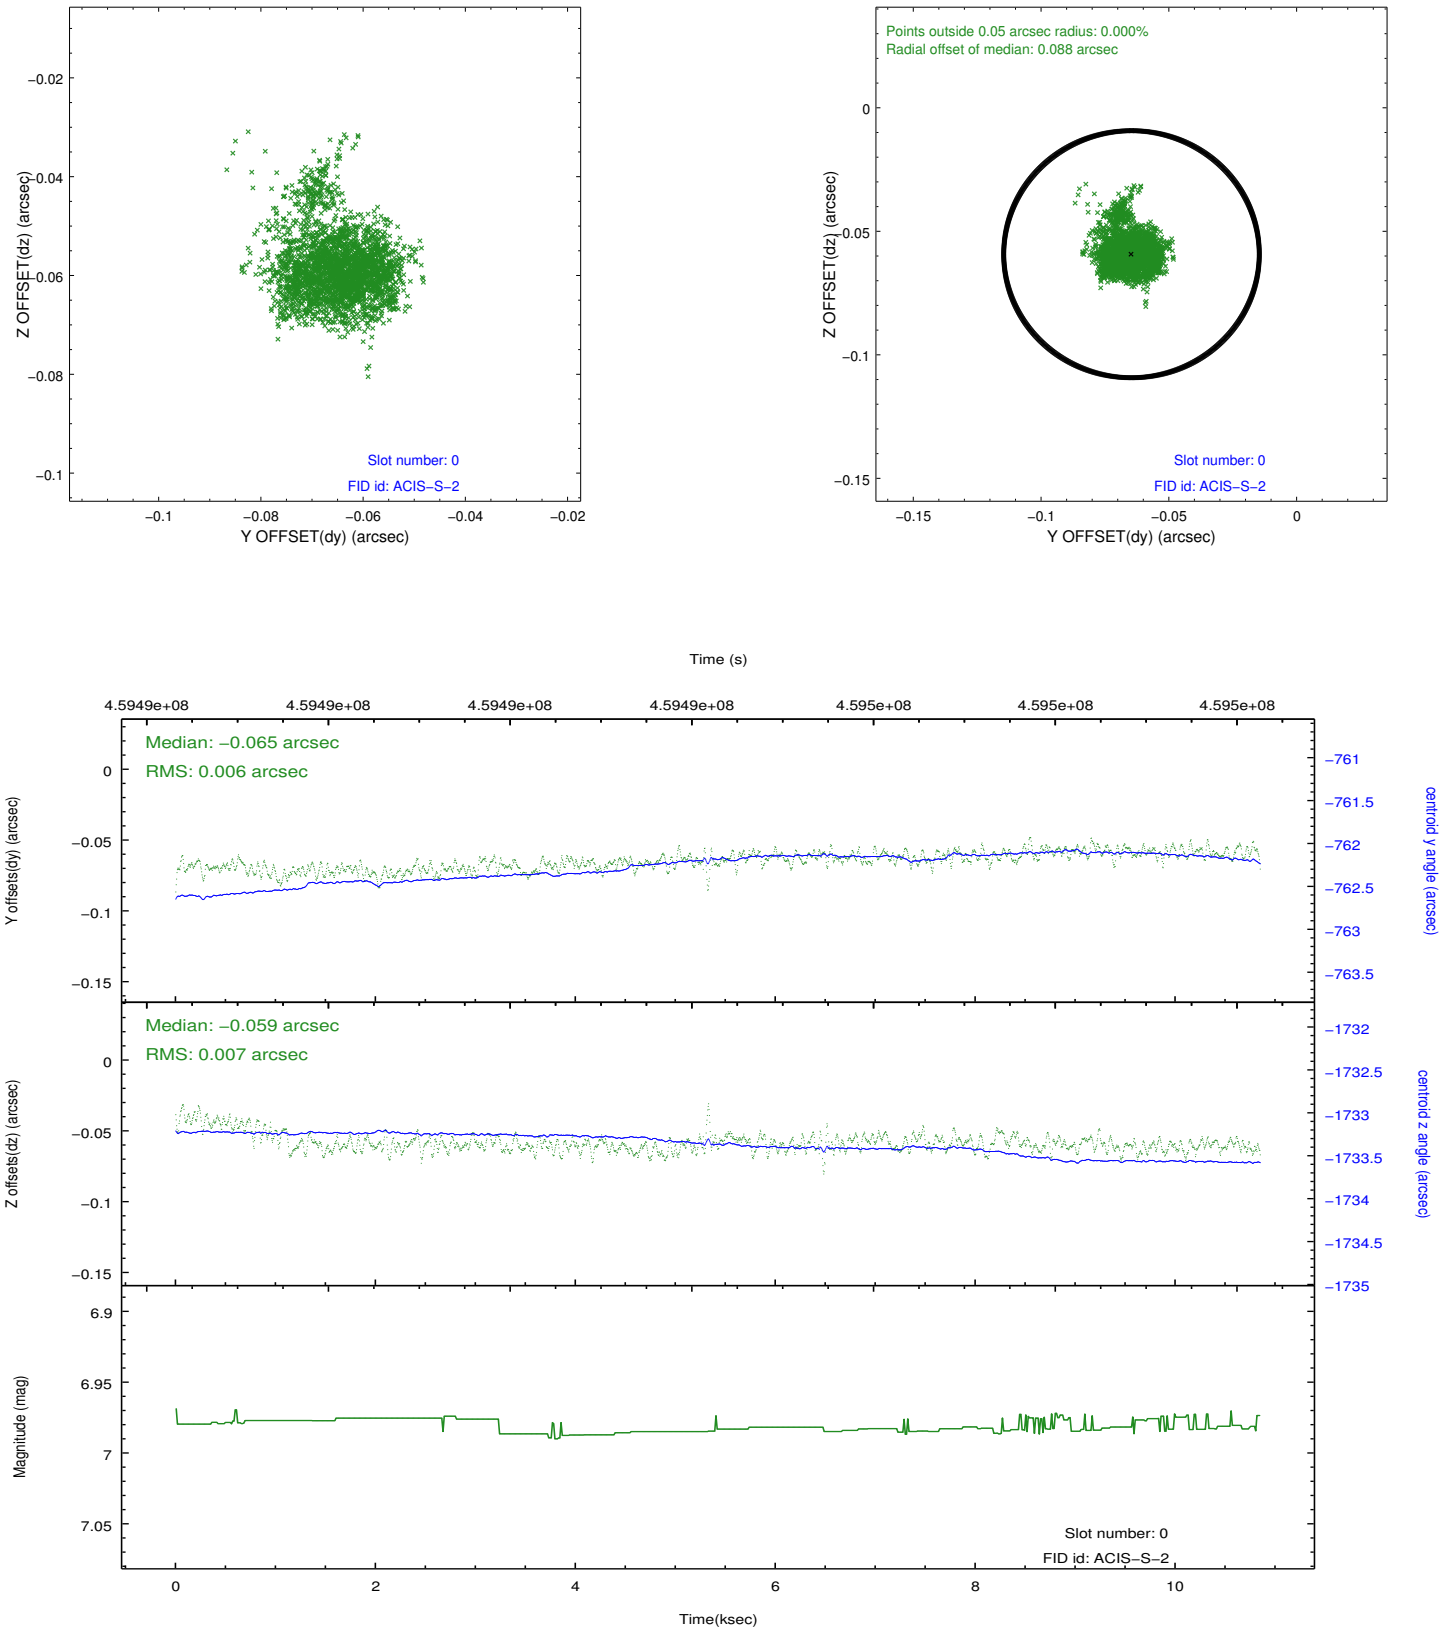 −0.02
−0.04
−0.06
−0.08
−0.1
Z OFFSET(dz) (arcsec)
Slot number: 0
FID id: ACIS−S−2
−0.1
−0.08
−0.06
−0.04
−0.02
Y OFFSET(dy) (arcsec)
Points outside 0.05 arcsec radius: 0.000%
Radial offset of median: 0.088 arcsec
0
−0.05
−0.1
−0.15
Z OFFSET(dz) (arcsec)
Slot number: 0
FID id: ACIS−S−2
−0.15
−0.1
−0.05
0
Y OFFSET(dy) (arcsec)
Time (s)
4.5949e+08
4.5949e+08
4.5949e+08
4.5949e+08
4.595e+08
4.595e+08
4.595e+08
Median: −0.065 arcsec
RMS: 0.006 arcsec
0
−0.05
−0.1
−0.15
Y offsets(dy) (arcsec)
−761
−761.5
−762
−762.5
−763
−763.5
centroid y angle (arcsec)
Median: −0.059 arcsec
RMS: 0.007 arcsec
0
−0.05
−0.1
−0.15
Z offsets(dz) (arcsec)
−1732
−1732.5
−1733
−1733.5
−1734
−1734.5
−1735
centroid z angle (arcsec)
6.9
6.95
7
7.05
Magnitude (mag)
Slot number: 0
FID id: ACIS−S−2
0
2
4
6
8
10
Time(ksec)